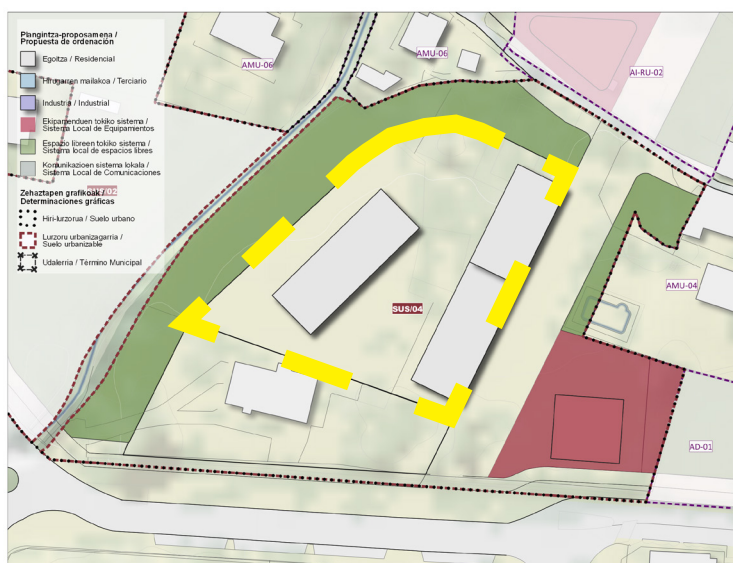 Plangintza-proposamena /
Propuesta de ordenación
Egoitza / Residencial
Hirugarren mailakoa / Terciario
Industria / Industrial
Ekipamenduen tokiko sistema /
Sistema Local de Equipamientos
Espazio libreen tokiko sistema /
Sistema local de espacios libres
Komunikazioen sistema lokala /
Sistema Local de Comunicaciones
Zehaztapen grafikoak /
Determinaciones gráficas
Hiri-lurzorua / Suelo urbano
Lurzoru urbanizagarria /
Suelo urbanizable
Udalerria / Término Municipal
AMU-06
AMU-06
AI-RU-02
SUS/04
AMU-04
AD-01